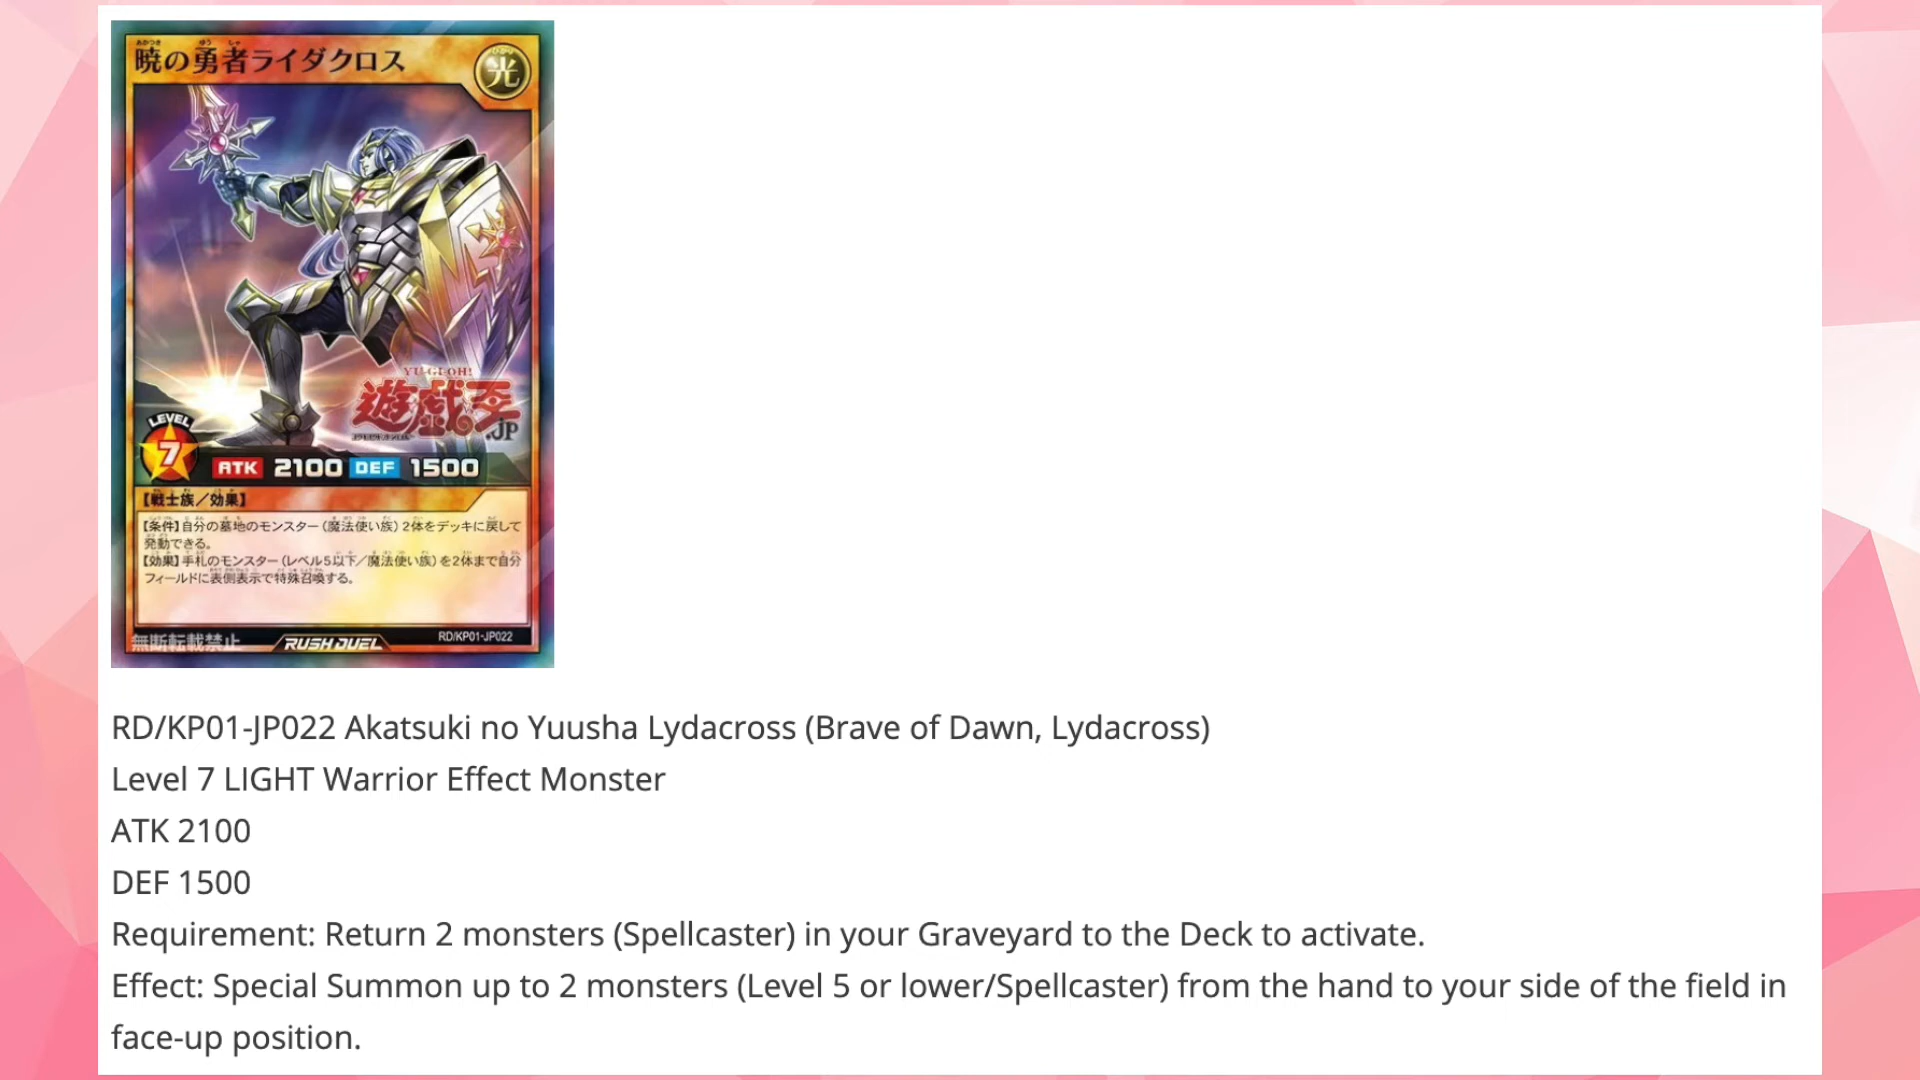 暁の勇者ライダクロス
光
YU-GI-OH!
遊戯王.jp
LEVEL
7
ATK 2100 DEF 1500
【戦士族／効果】
【条件】自分の墓地のモンスター（魔法使い族）2体をデッキに戻して
発動できる。
【効果】手札のモンスター（レベル5以下／魔法使い族）を2体まで自分
フィールドに表側表示で特殊召喚する。
無断転載禁止 RUSH DUEL RD/KP01-JP022
RD/KP01-JP022 Akatsuki no Yuusha Lydacross (Brave of Dawn, Lydacross)
Level 7 LIGHT Warrior Effect Monster
ATK 2100
DEF 1500
Requirement: Return 2 monsters (Spellcaster) in your Graveyard to the Deck to activate.
Effect: Special Summon up to 2 monsters (Level 5 or lower/Spellcaster) from the hand to your side of the field in
face-up position.